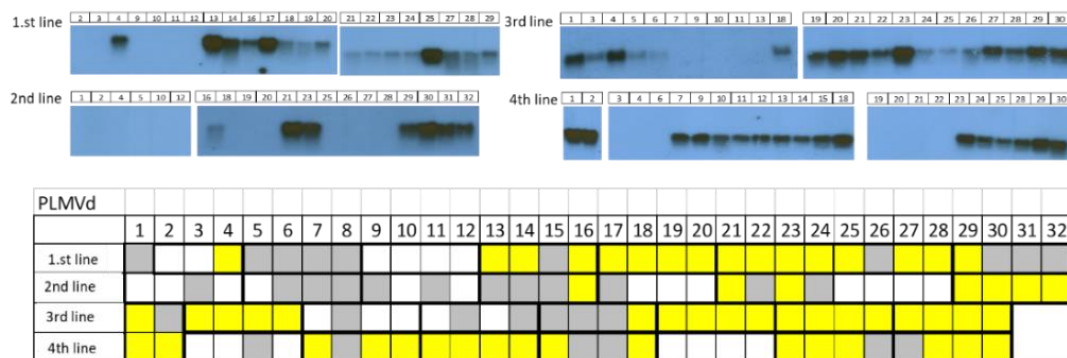 1.st line 2 3 4 9 10 11 12 13 14 16 17 18 19 20 21 22 23 24 25 27 28 29
3rd line 1 3 4 5 6 7 9 10 11 13 18 19 20 21 22 23 24 25 26 27 28 29 30
2nd line 1 2 4 5 10 12 16 18 19 20 21 23 25 26 27 28 29 30 31 32
4th line 1 2 3 4 6 7 9 10 11 12 13 14 15 18 19 20 21 22 23 24 25 28 29 30
PLMVd
1 2 3 4 5 6 7 8 9 10 11 12 13 14 15 16 17 18 19 20 21 22 23 24 25 26 27 28 29 30 31 32
1.st line
2nd line
3rd line
4th line